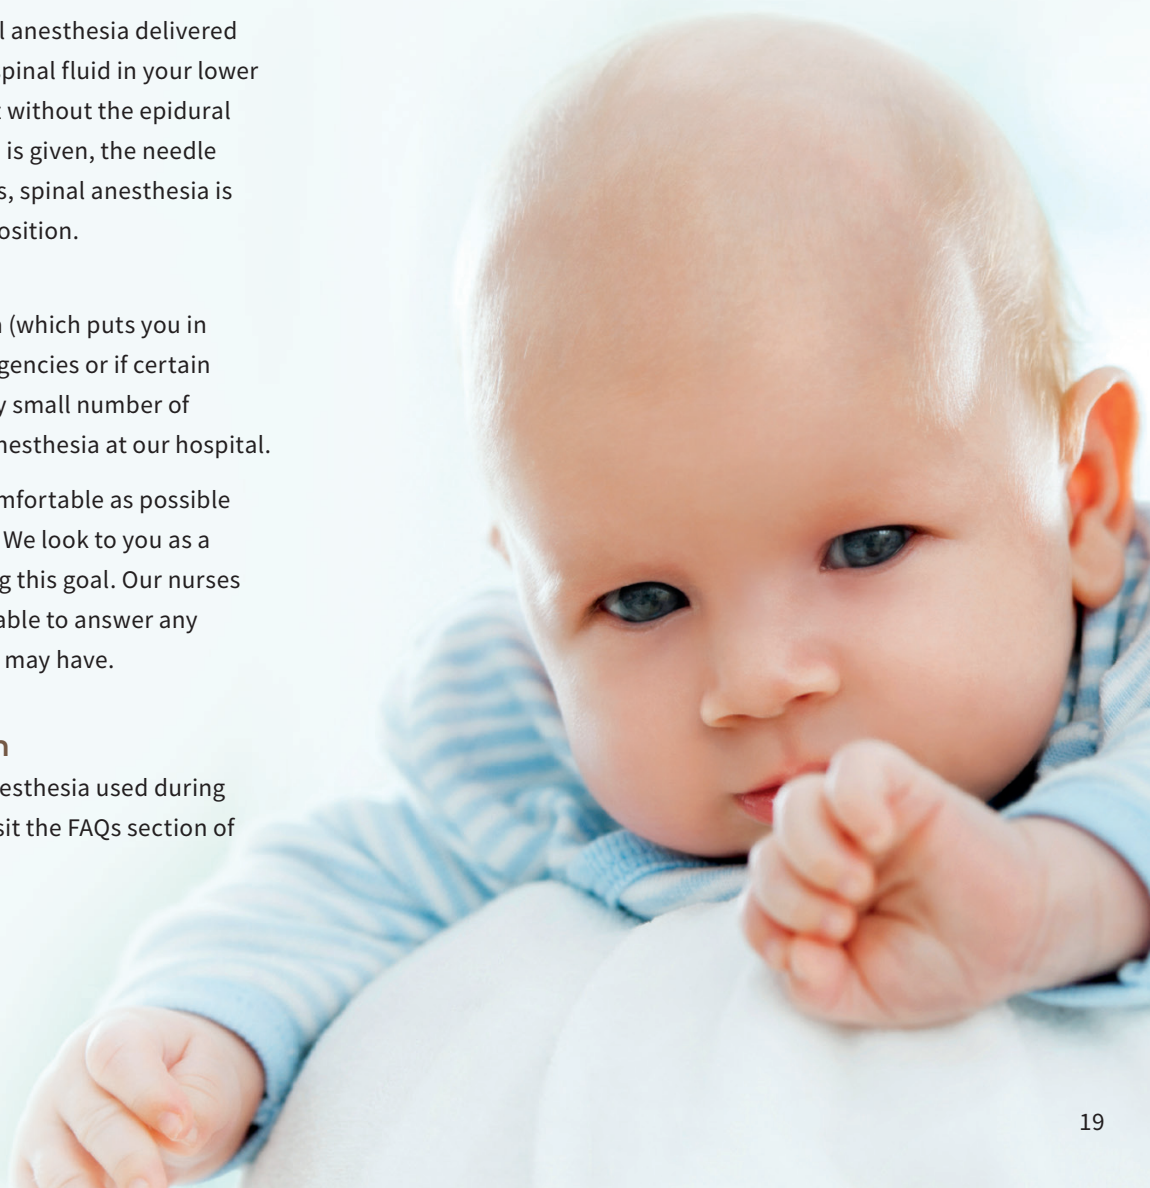 l anesthesia delivered
spinal fluid in your lower
t without the epidural
is given, the needle
s, spinal anesthesia is
osition.
(which puts you in
gencies or if certain
y small number of
nesthesia at our hospital.
mfortable as possible
We look to you as a
g this goal. Our nurses
able to answer any
may have.
n
esthesia used during
sit the FAQs section of
19